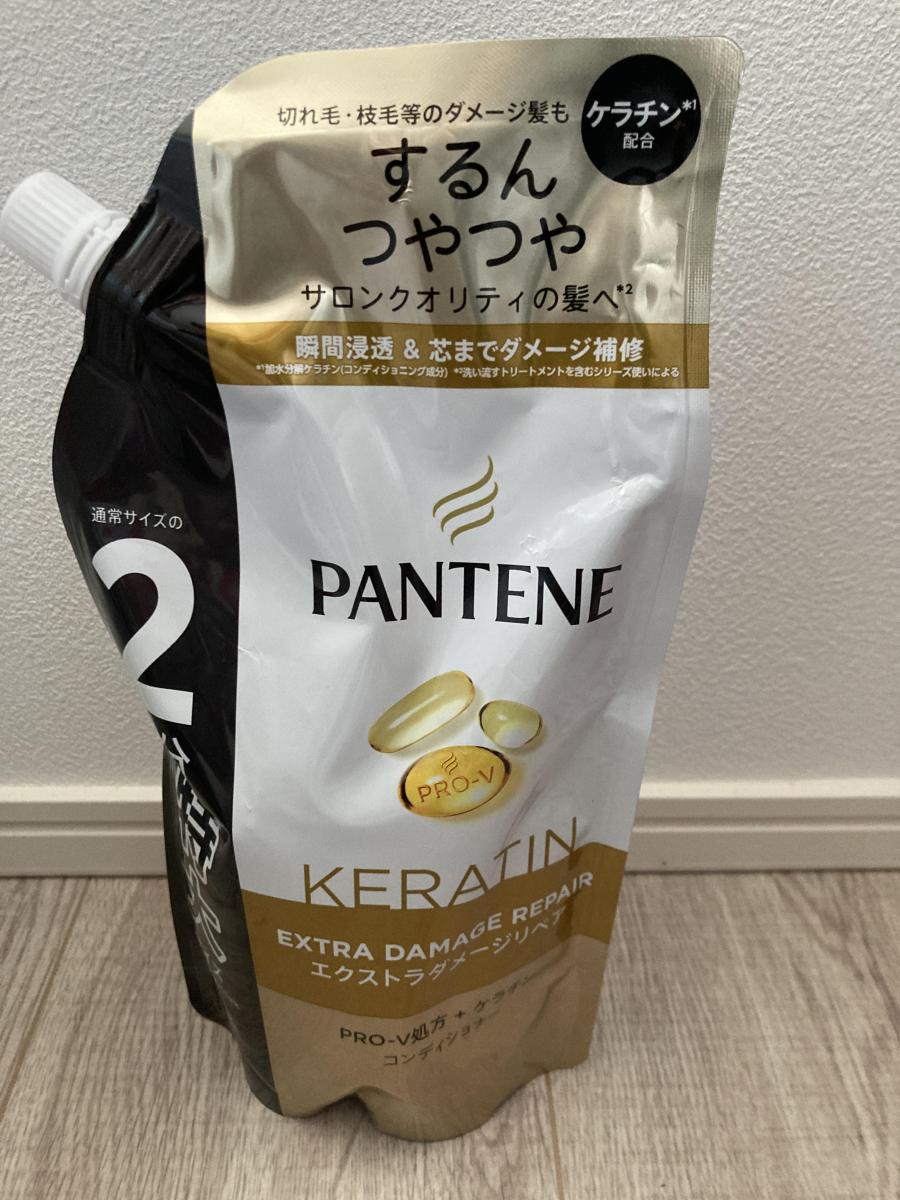 切れ毛・枝毛等のダメージ髪も
ケラチン*1
配合
するん
つやつや
サロンクオリティの髪へ*2
瞬間浸透 & 芯までダメージ補修
*1加水分解ケラチン(コンディショニング成分) *2洗い流すトリートメントを含むシリーズ使いによる
通常サイズの
2
PANTENE
PRO-V
KERATIN
EXTRA DAMAGE REPAIR
エクストラダメージリペア
PRO-V処方 + ケラチン
コンディショナー